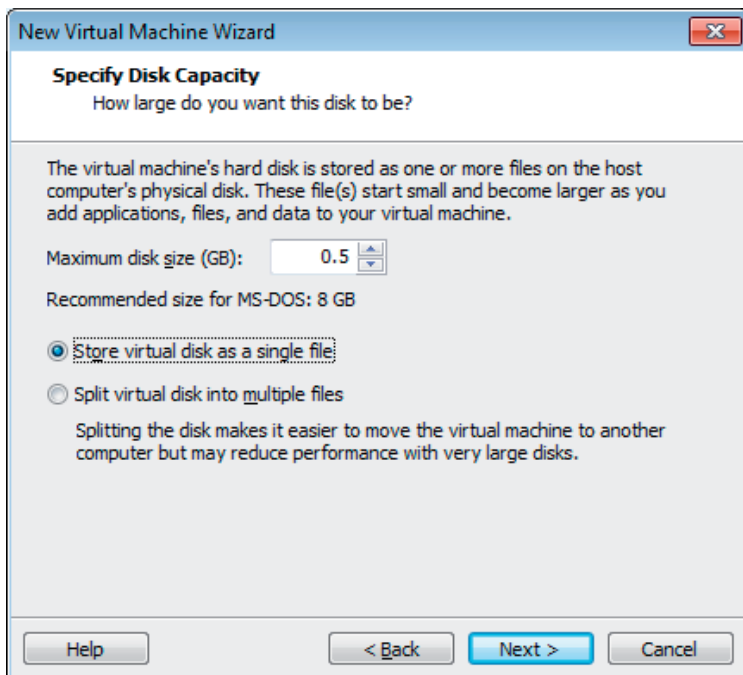 New Virtual Machine Wizard
Specify Disk Capacity
How large do you want this disk to be?
The virtual machine's hard disk is stored as one or more files on the host
computer's physical disk. These file(s) start small and become larger as you
add applications, files, and data to your virtual machine.
Maximum disk size (GB): 0.5
Recommended size for MS-DOS: 8 GB
Store virtual disk as a single file
Split virtual disk into multiple files
Splitting the disk makes it easier to move the virtual machine to another
computer but may reduce performance with very large disks.
Help < Back Next > Cancel